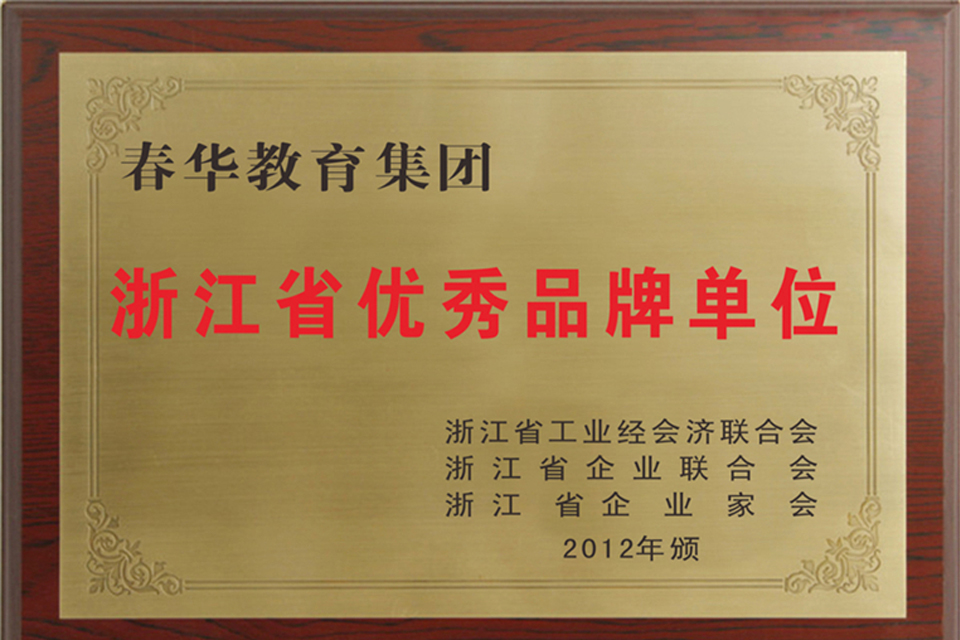 春华教育集团
浙江省优秀品牌单位
浙江省工业经会济联合会
浙江省企业联合会
浙江省企业家会
2012年颁